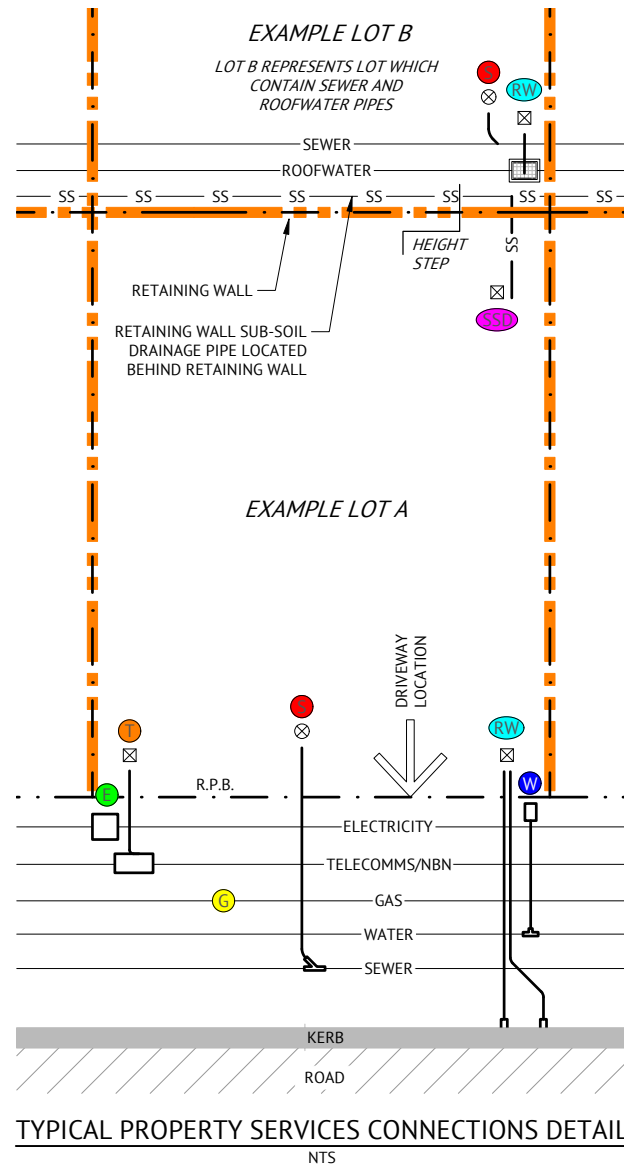 EXAMPLE LOT B
LOT B REPRESENTS LOT WHICH
CONTAIN SEWER AND
ROOFWATER PIPES
S
RW
SEWER
ROOFWATER
SS SS SS SS SS SS SS SS
HEIGHT
STEP
SS
RETAINING WALL
SSD
RETAINING WALL SUB-SOIL
DRAINAGE PIPE LOCATED
BEHIND RETAINING WALL
EXAMPLE LOT A
DRIVEWAY
LOCATION
S
T
RW
E
R.P.B.
W
ELECTRICITY
TELECOMMS/NBN
G
GAS
WATER
SEWER
KERB
ROAD
TYPICAL PROPERTY SERVICES CONNECTIONS DETAIL
NTS